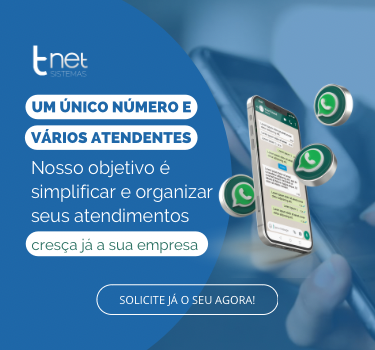 tnet
SISTEMAS
UM ÚNICO NÚMERO E
VÁRIOS ATENDENTES
Nosso objetivo é
simplificar e organizar
seus atendimentos
cresça já a sua empresa
SOLICITE JÁ O SEU AGORA!